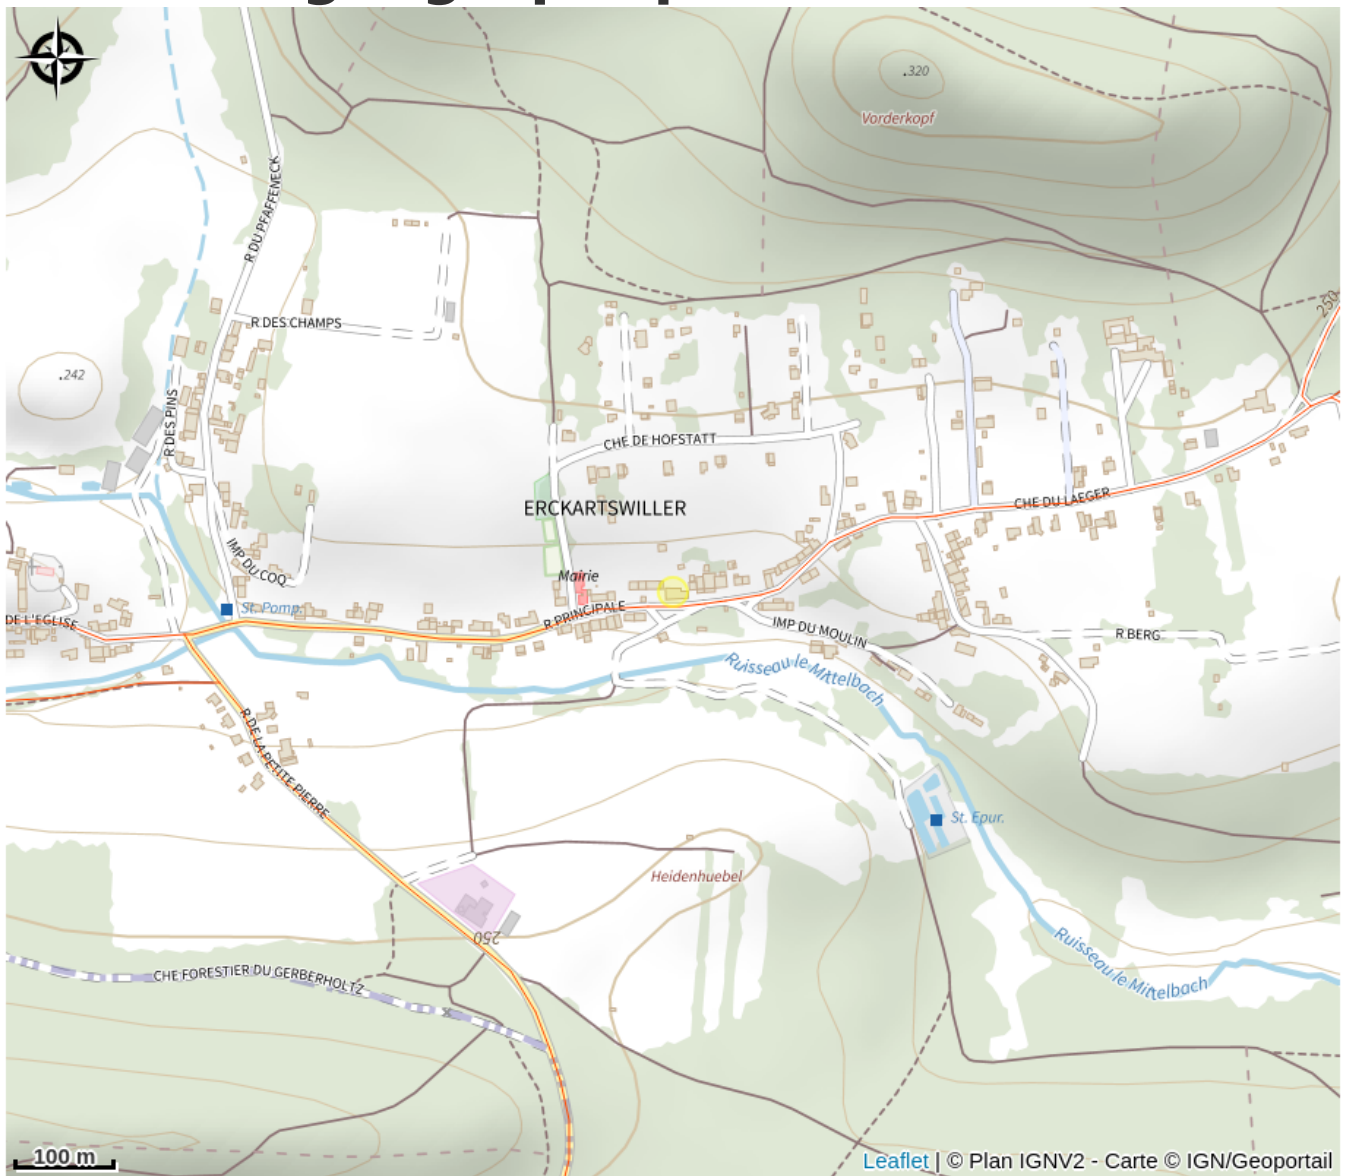 .320
Vorderkopf
R DU PFAFFENECK
250
R DES CHAMPS
.242
R DES PINS
CHE DE HOFSTATT
ERCKARTSWILLER
CHE DU LAEGER
IMP DU COQ
Mairie
St. Pomp.
R PRINCIPALE
DE L'EGLISE
IMP DU MOULIN
R BERG
Ruisseau le Mittelbach
R DE LA PETITE PIERRE
St. Epur.
Heidenhuebel
250
Ruisseau le Mittelbach
CHE FORESTIER DU GERBERHOLTZ
100 m
Leaflet | © Plan IGNV2 - Carte © IGN/Geoportail